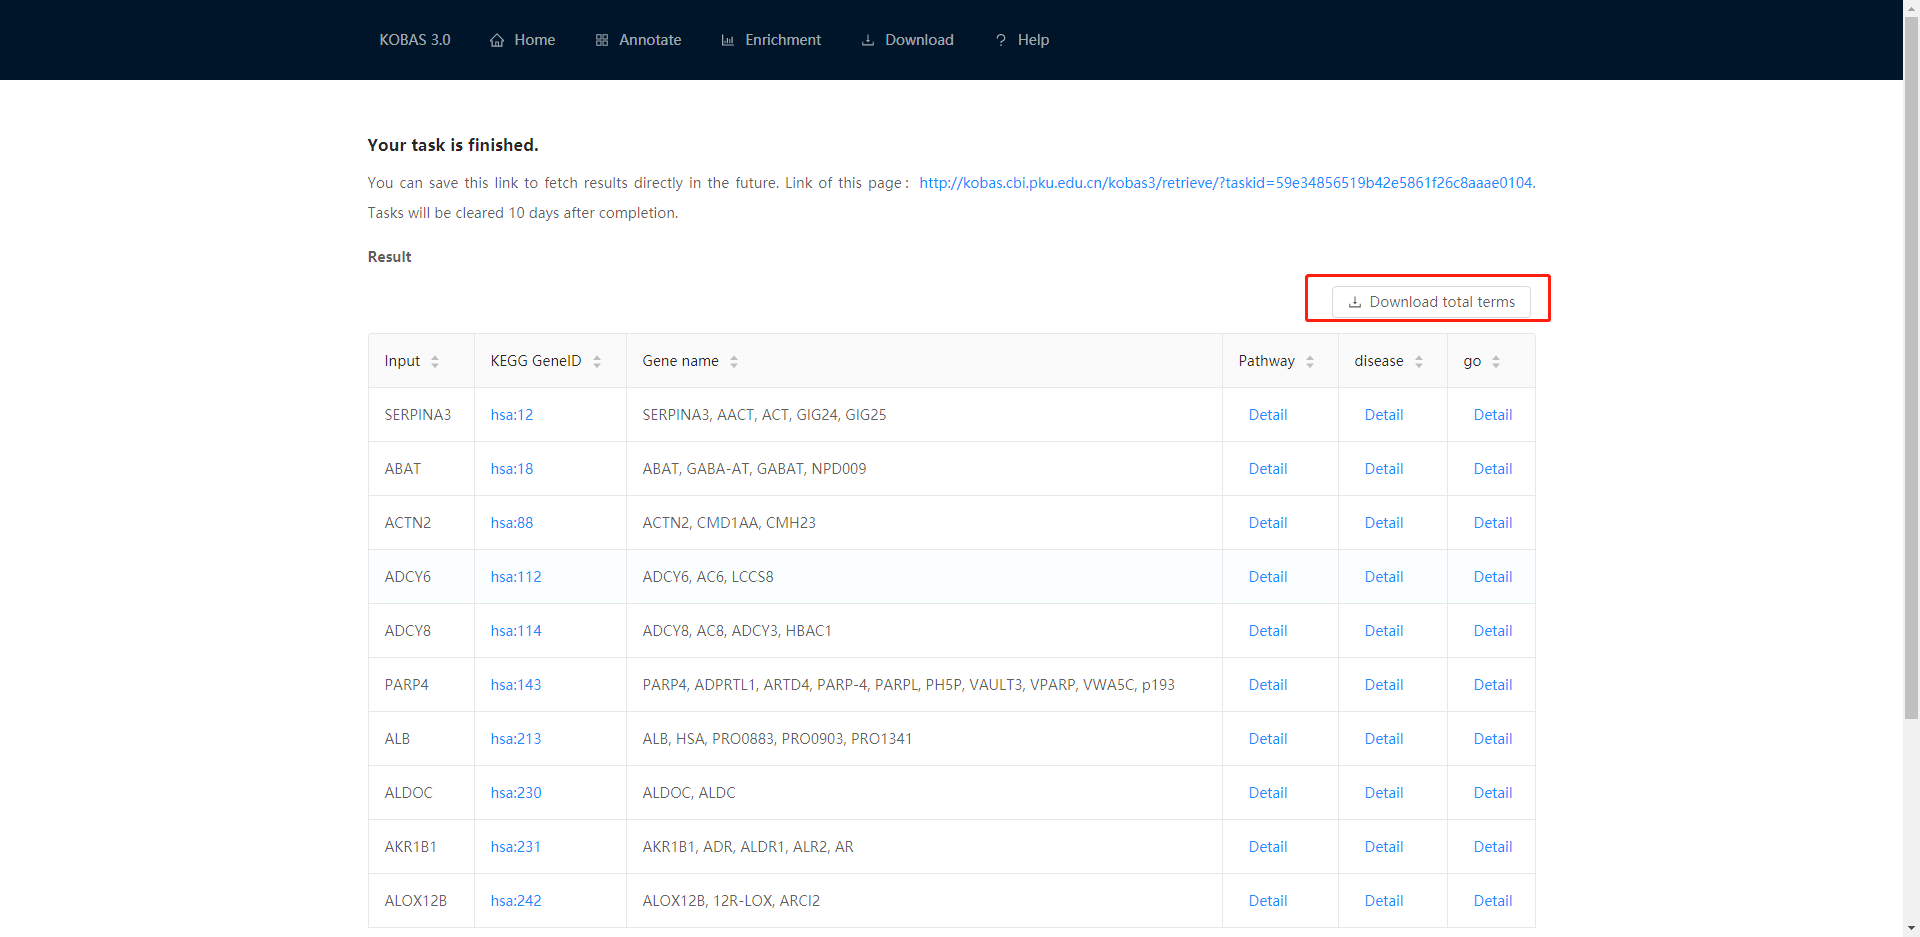 KOBAS 3.0 Home Annotate Enrichment Download ? Help
Your task is finished.
You can save this link to fetch results directly in the future. Link of this page： http://kobas.cbi.pku.edu.cn/kobas3/retrieve/?taskid=59e34856519b42e5861f26c8aaae0104.
Tasks will be cleared 10 days after completion.
Result
Download total terms
Input KEGG GeneID Gene name Pathway disease go
SERPINA3 hsa:12 SERPINA3, AACT, ACT, GIG24, GIG25 Detail Detail Detail
ABAT hsa:18 ABAT, GABA-AT, GABAT, NPD009 Detail Detail Detail
ACTN2 hsa:88 ACTN2, CMD1AA, CMH23 Detail Detail Detail
ADCY6 hsa:112 ADCY6, AC6, LCCS8 Detail Detail Detail
ADCY8 hsa:114 ADCY8, AC8, ADCY3, HBAC1 Detail Detail Detail
PARP4 hsa:143 PARP4, ADPRTL1, ARTD4, PARP-4, PARPL, PH5P, VAULT3, VPARP, VWA5C, p193 Detail Detail Detail
ALB hsa:213 ALB, HSA, PRO0883, PRO0903, PRO1341 Detail Detail Detail
ALDOC hsa:230 ALDOC, ALDC Detail Detail Detail
AKR1B1 hsa:231 AKR1B1, ADR, ALDR1, ALR2, AR Detail Detail Detail
ALOX12B hsa:242 ALOX12B, 12R-LOX, ARCI2 Detail Detail Detail